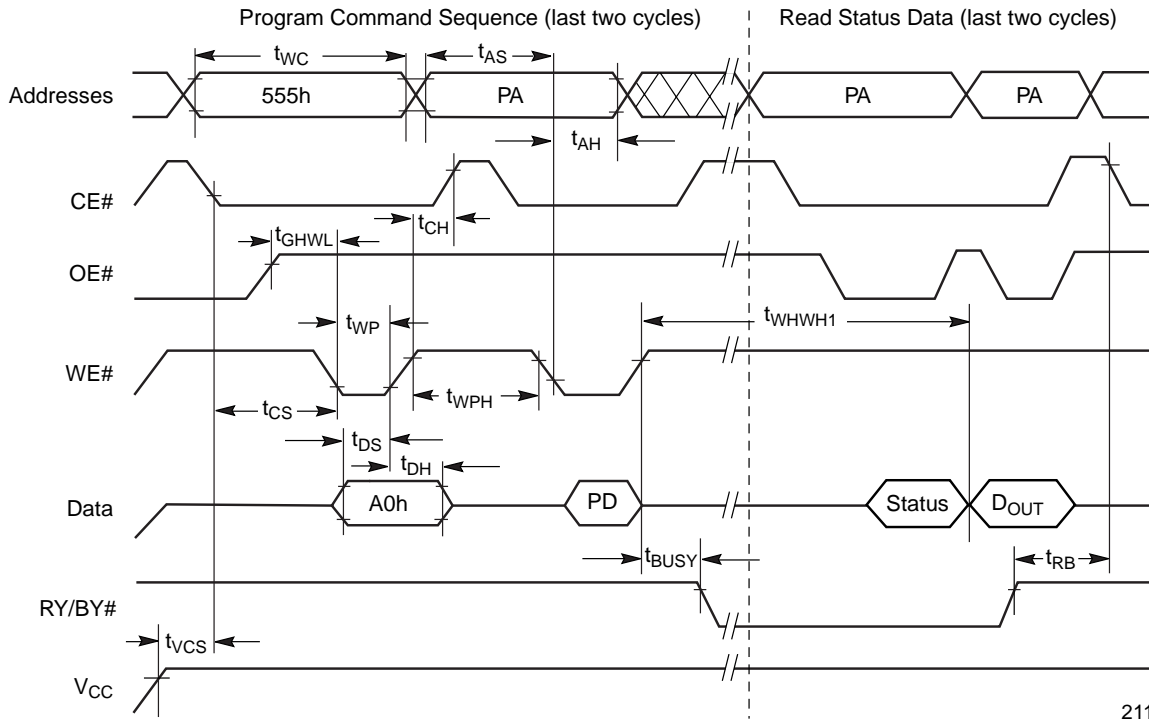 Program Command Sequence (last two cycles) Read Status Data (last two cycles)
tWC tAS
Addresses 555h PA PA PA
tAH
CE#
tCH
tGHWL
OE#
tWP tWHWH1
WE#
tCS tWPH
tDS
tDH
Data A0h PD Status DOUT
tBUSY tRB
RY/BY#
tVCS
VCC
211